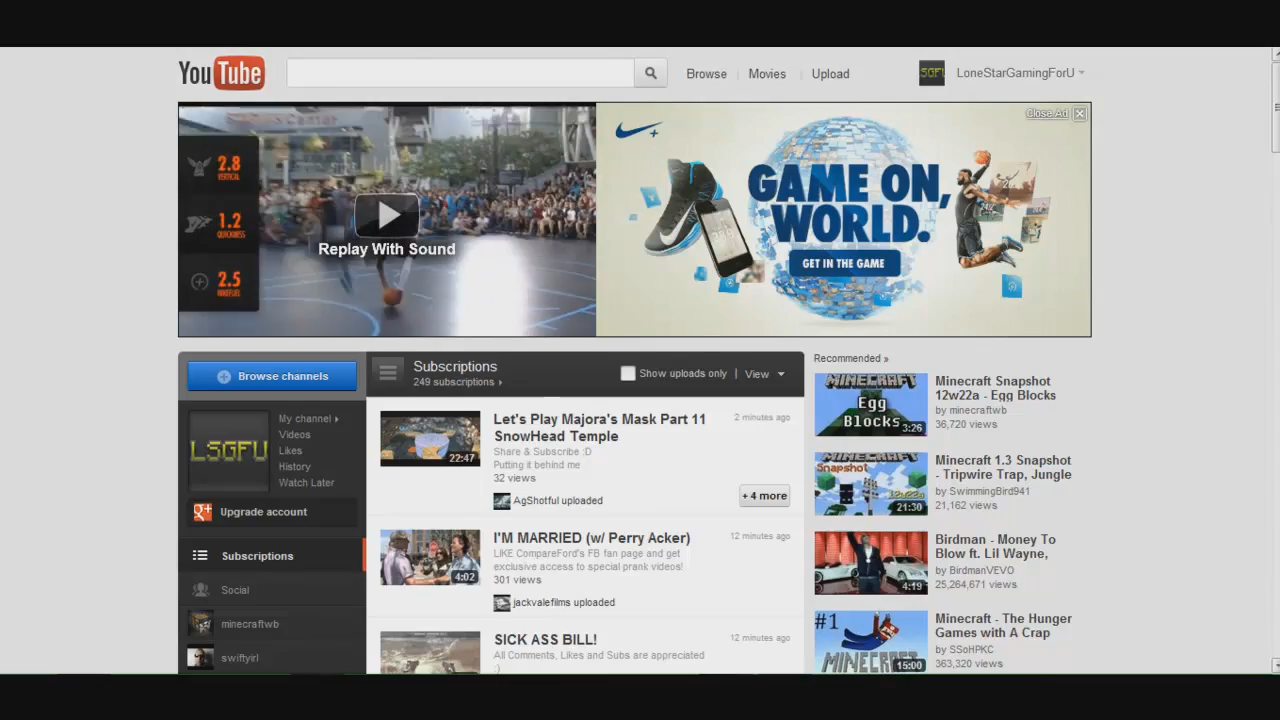 YouTube
Browse
Movies
Upload
SGFL
LoneStarGamingForU
2.8
VERTICAL
1.2
QUICKNESS
2.5
NIKEFUEL
Replay With Sound
Close Ad
GAME ON,
WORLD.
GET IN THE GAME
Browse channels
My channel
Videos
Likes
History
Watch Later
LSGFU
Upgrade account
Subscriptions
Social
minecraftwb
swiftyirl
Subscriptions
249 subscriptions
Show uploads only | View
Let's Play Majora's Mask Part 11
SnowHead Temple
2 minutes ago
Share & Subscribe :D
Putting it behind me
32 views
22:47
AgShotful uploaded
+ 4 more
I'M MARRIED (w/ Perry Acker)
12 minutes ago
LIKE CompareFord's FB fan page and get
exclusive access to special prank videos!
301 views
4:02
jackvalefilms uploaded
SICK ASS BILL!
12 minutes ago
All Comments, Likes and Subs are appreciated
:)
Recommended »
MINECRAFT
Egg
Blocks
3:26
Minecraft Snapshot
12w22a - Egg Blocks
by minecraftwb
36,720 views
MINECRAFT
Snapshot
12w22a
21:30
Minecraft 1.3 Snapshot
- Tripwire Trap, Jungle
by SwimmingBird941
21,162 views
4:19
Birdman - Money To
Blow ft. Lil Wayne,
by BirdmanVEVO
25,264,671 views
#1
MINECRAFT
15:00
Minecraft - The Hunger
Games with A Crap
by SSoHPKC
363,320 views